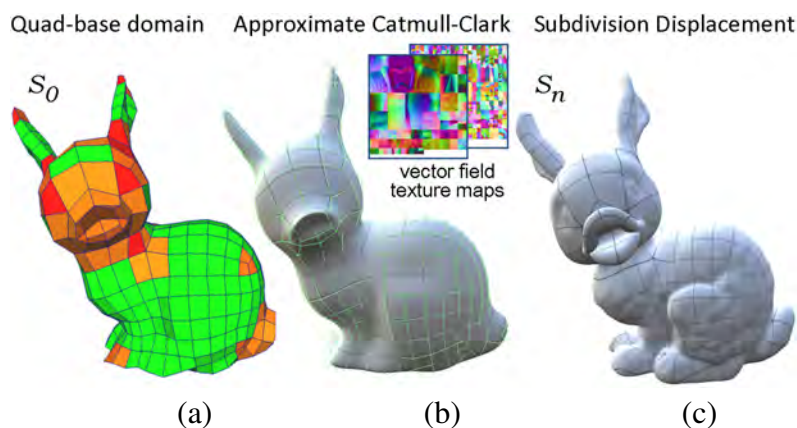 Quad-base domain
Approximate Catmull-Clark
Subdivision Displacement
S0
Sn
vector field
texture maps
(a)
(b)
(c)